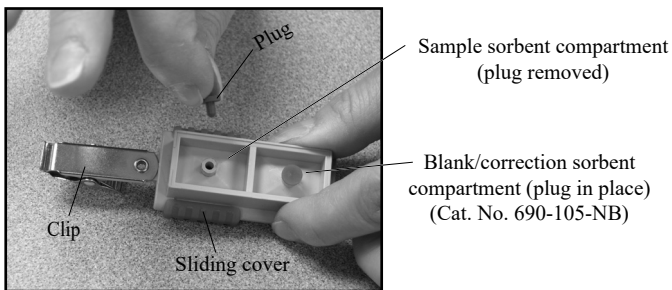 Plug
Sample sorbent compartment
(plug removed)
Blank/correction sorbent
compartment (plug in place)
(Cat. No. 690-105-NB)
Clip
Sliding cover